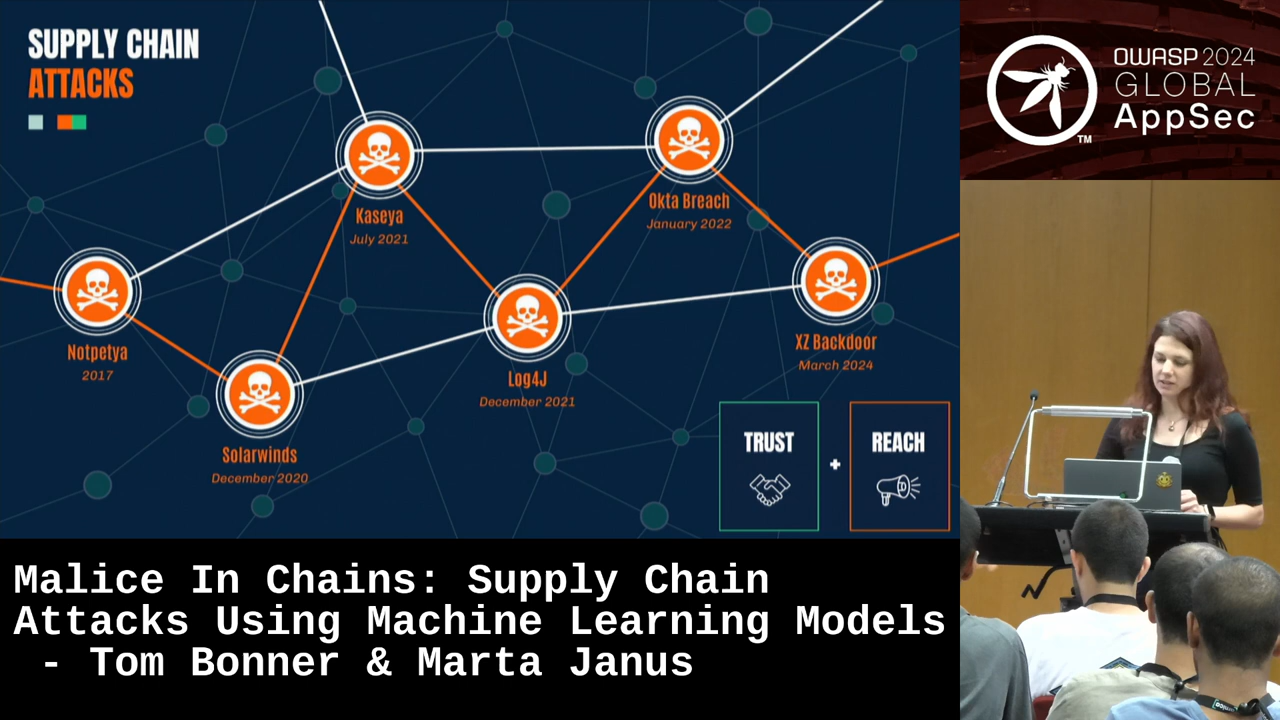 SUPPLY CHAIN
ATTACKS
Kaseya
July 2021
Okta Breach
January 2022
Notpetya
2017
Solarwinds
December 2020
Log4J
December 2021
XZ Backdoor
March 2024
TRUST
+
REACH
OWASP 2024
GLOBAL
AppSec
TM
Malice In Chains: Supply Chain
Attacks Using Machine Learning Models
- Tom Bonner & Marta Janus